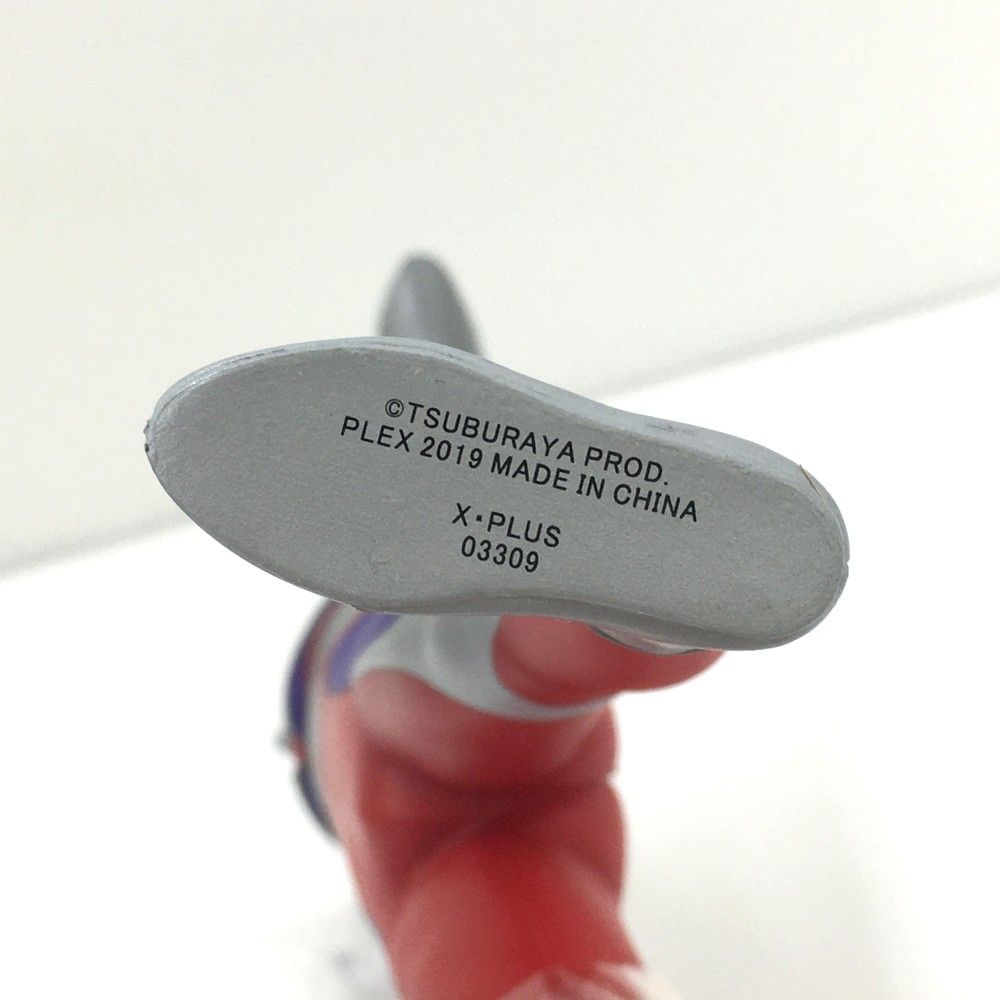 ©TSUBURAYA PROD.
PLEX 2019 MADE IN CHINA
X・PLUS
03309